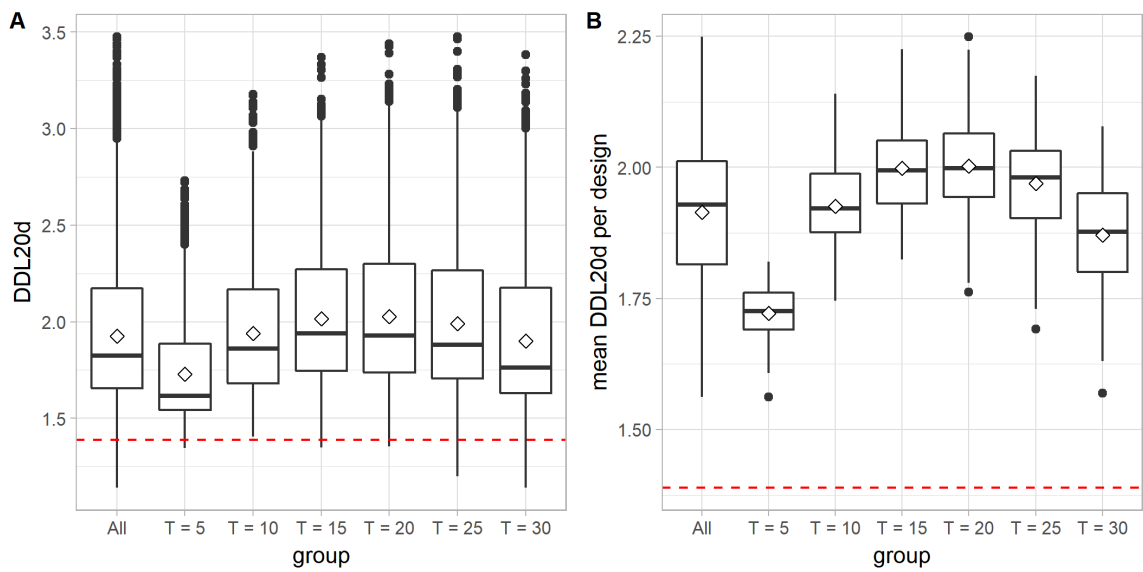 A
DDL20d
3.5
3.0
2.5
2.0
1.5
All T = 5 T = 10 T = 15 T = 20 T = 25 T = 30
group
B
mean DDL20d per design
2.25
2.00
1.75
1.50
All T = 5 T = 10 T = 15 T = 20 T = 25 T = 30
group